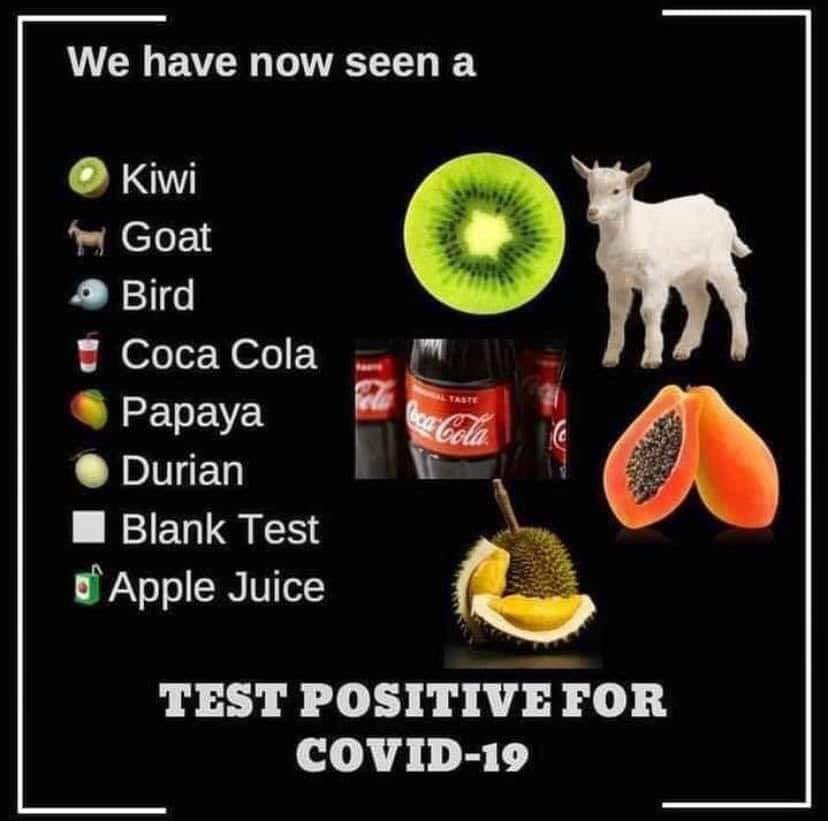 We have now seen a
Kiwi
Goat
Bird
Coca Cola
Papaya
Durian
Blank Test
Apple Juice
TASTE
Coca-Cola
TEST POSITIVE FOR
COVID-19